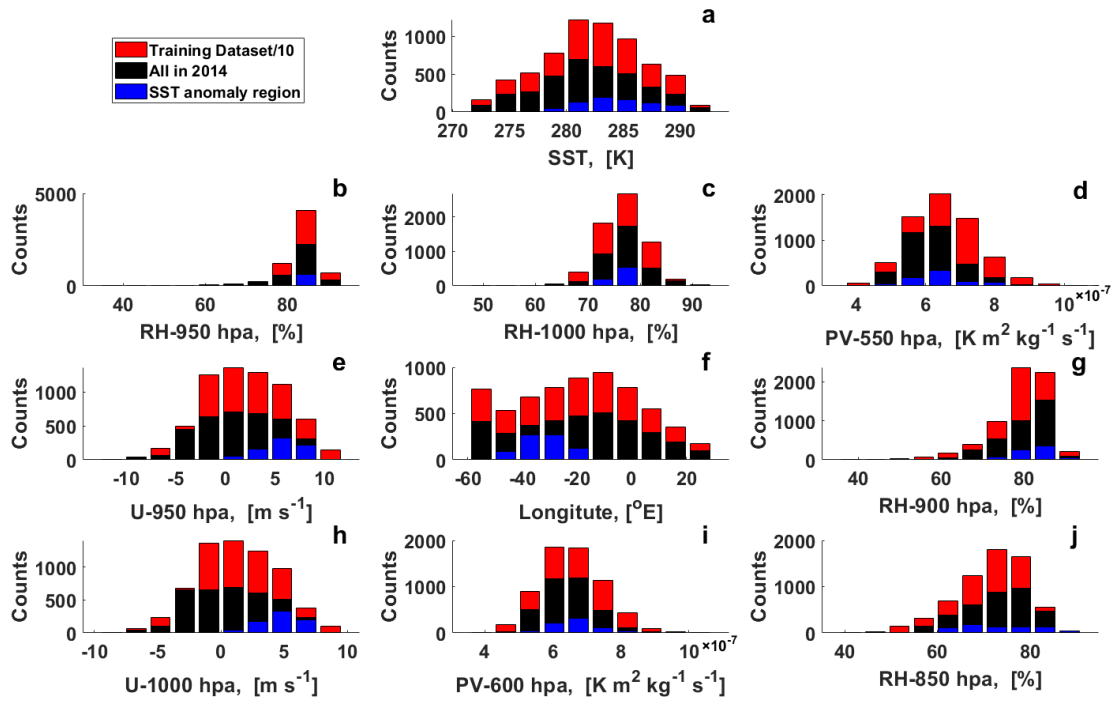 a
Training Dataset/10
All in 2014
SST anomaly region
Counts
1000
500
0
270 275 280 285 290
SST, [K]
b
Counts
5000
0
40 60 80
RH-950 hpa, [%]
c
Counts
2000
1000
0
50 60 70 80 90
RH-1000 hpa, [%]
d
Counts
2000
1000
0
4 6 8 10
×10⁻⁷
PV-550 hpa, [K m² kg⁻¹ s⁻¹]
e
Counts
1000
500
0
-10 -5 0 5 10
U-950 hpa, [m s⁻¹]
f
Counts
1000
500
0
-60 -40 -20 0 20
Longitute, [ᵒE]
g
Counts
2000
1000
0
40 60 80
RH-900 hpa, [%]
h
Counts
1000
500
0
-10 -5 0 5 10
U-1000 hpa, [m s⁻¹]
i
Counts
2000
1000
0
4 6 8 10
×10⁻⁷
PV-600 hpa, [K m² kg⁻¹ s⁻¹]
j
Counts
2000
1000
0
40 60 80
RH-850 hpa, [%]